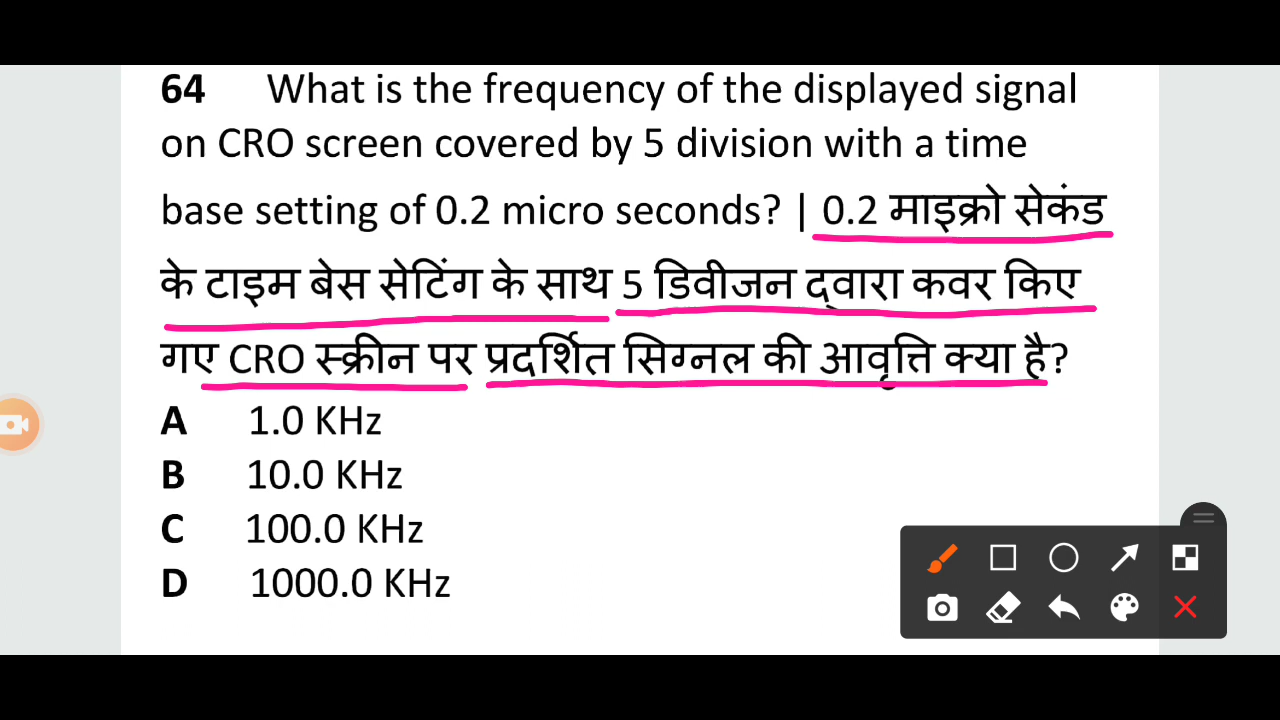 64 What is the frequency of the displayed signal
on CRO screen covered by 5 division with a time
base setting of 0.2 micro seconds? | 0.2 माइक्रो सेकंड
के टाइम बेस सेटिंग के साथ 5 डिवीजन द्वारा कवर किए
गए CRO स्क्रीन पर प्रदर्शित सिग्नल की आवृत्ति क्या है?
A 1.0 KHz
B 10.0 KHz
C 100.0 KHz
D 1000.0 KHz